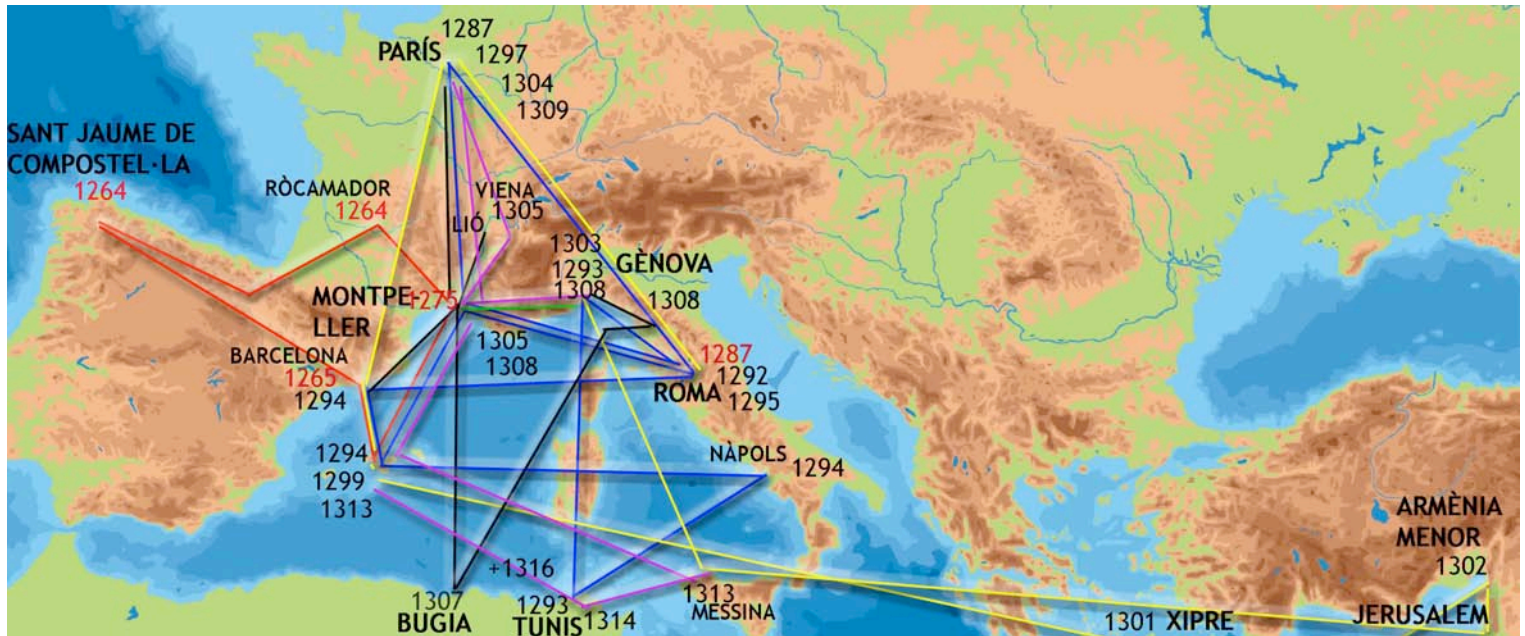 1287
PARÍS
1297
1304
1309
SANT JAUME DE
COMPOSTEL·LA
1264
RÒCAMADOR
1264
VIENA
1305
LIÓ
1303
1293
GÈNOVA
1308
1308
MONTPE-
LLER
1275
1305
1308
BARCELONA
1265
1294
1287
1292
ROMA
1295
1294
1299
1313
NÀPOLS
1294
ARMÈNIA
MENOR
1302
+1316
1307
BUGIA
1293
TUNIS
1314
1313
MESSINA
1301 XIPRE
JERUSALEM